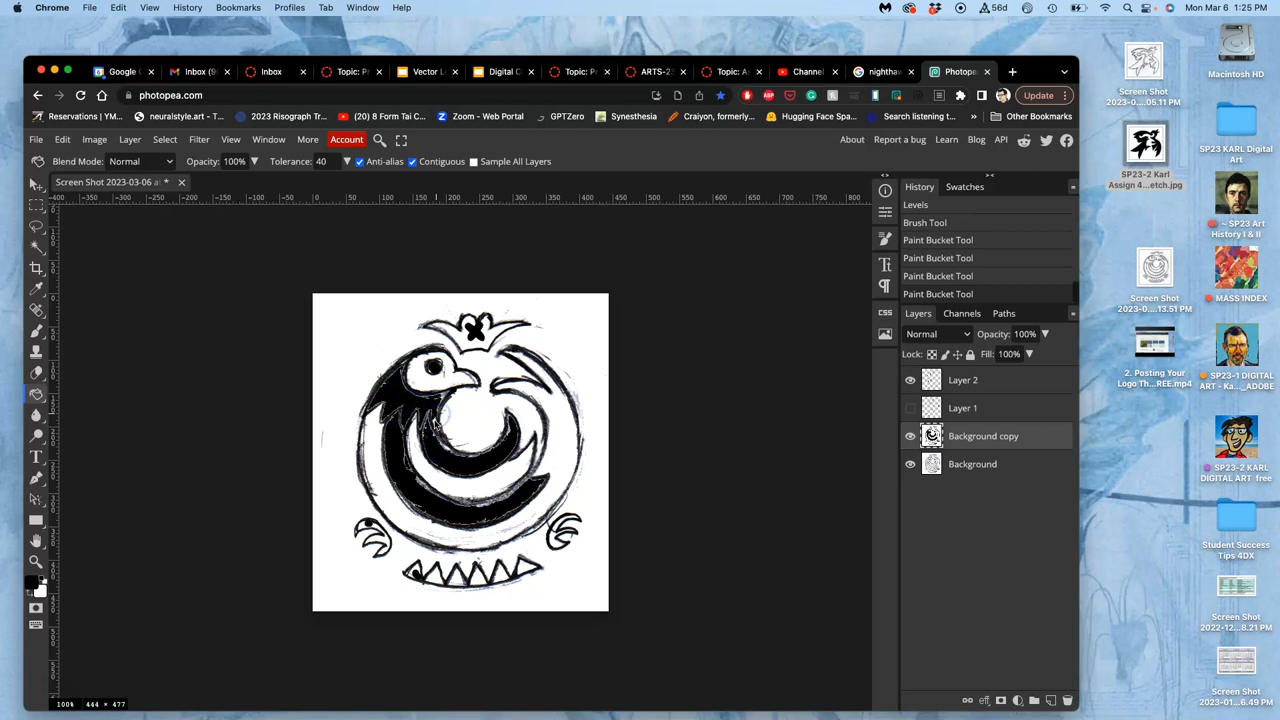 Chrome File Edit View History Bookmarks Profiles Tab Window Help
56d Mon Mar 6 1:25 PM
Google ( Inbox (9( Inbox Topic: Pr Vector L Digital C Topic: P ARTS-23 Topic: As Channel nightha Photope
photopea.com Update
Reservations | YM... neuralstyle.art 2023 Risograph Tri 8 Form Tai C Zoom - Web Portal GPTZero Synesthesia Craiyon, formerly... Hugging Face Spa... Search listening... Other Bookmarks
File Edit Image Layer Select Filter View Window More Account About Report a bug Learn Blog API
Blend Mode: Normal Opacity: 100% Tolerance: 40 Anti-alias Contiguous Sample All Layers
Screen Shot 2023-03-06 a *
History Swatches
Levels
Brush Tool
Paint Bucket Tool
Paint Bucket Tool
Paint Bucket Tool
Paint Bucket Tool
CSS
Layers Channels Paths
Normal Opacity: 100%
Lock: Fill: 100%
Layer 2
Layer 1
Background copy
Background
eff
100% 444 × 477
Screen Shot
2023-0....05.11 PM
SP23-2 Karl
Assign 4...etch.jpg
Screen Shot
2023-0....13.51 PM
2. Posting Your
Logo Th...REE.mp4
Macintosh HD
SP23 KARL Digital
Art
~ SP23 Art
History I & II
MASS INDEX
SP23-1 DIGITAL
ART - Ka..._ADOBE
SP23-2 KARL
DIGITAL ART free
Student Success
Tips 4DX
Screen Shot
2022-12...8.21 PM
Screen Shot
2023-01...6.49 PM